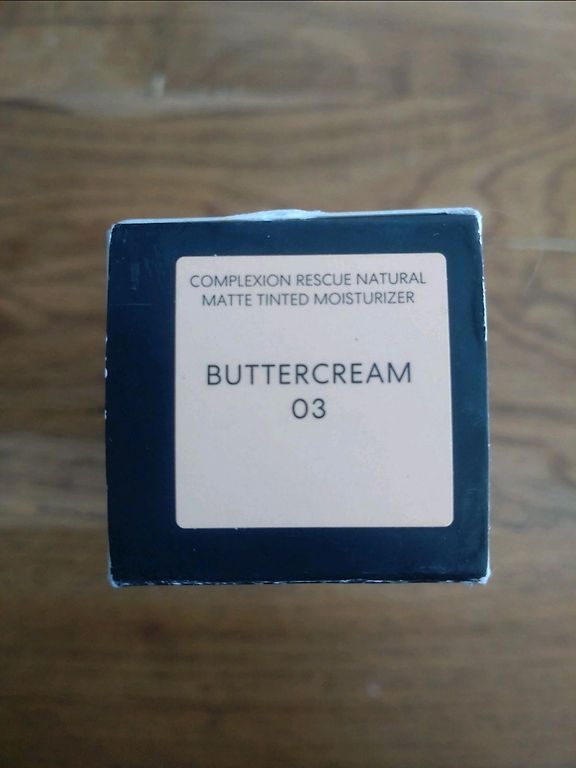 COMPLEXION RESCUE NATURAL
MATTE TINTED MOISTURIZER
BUTTERCREAM
03